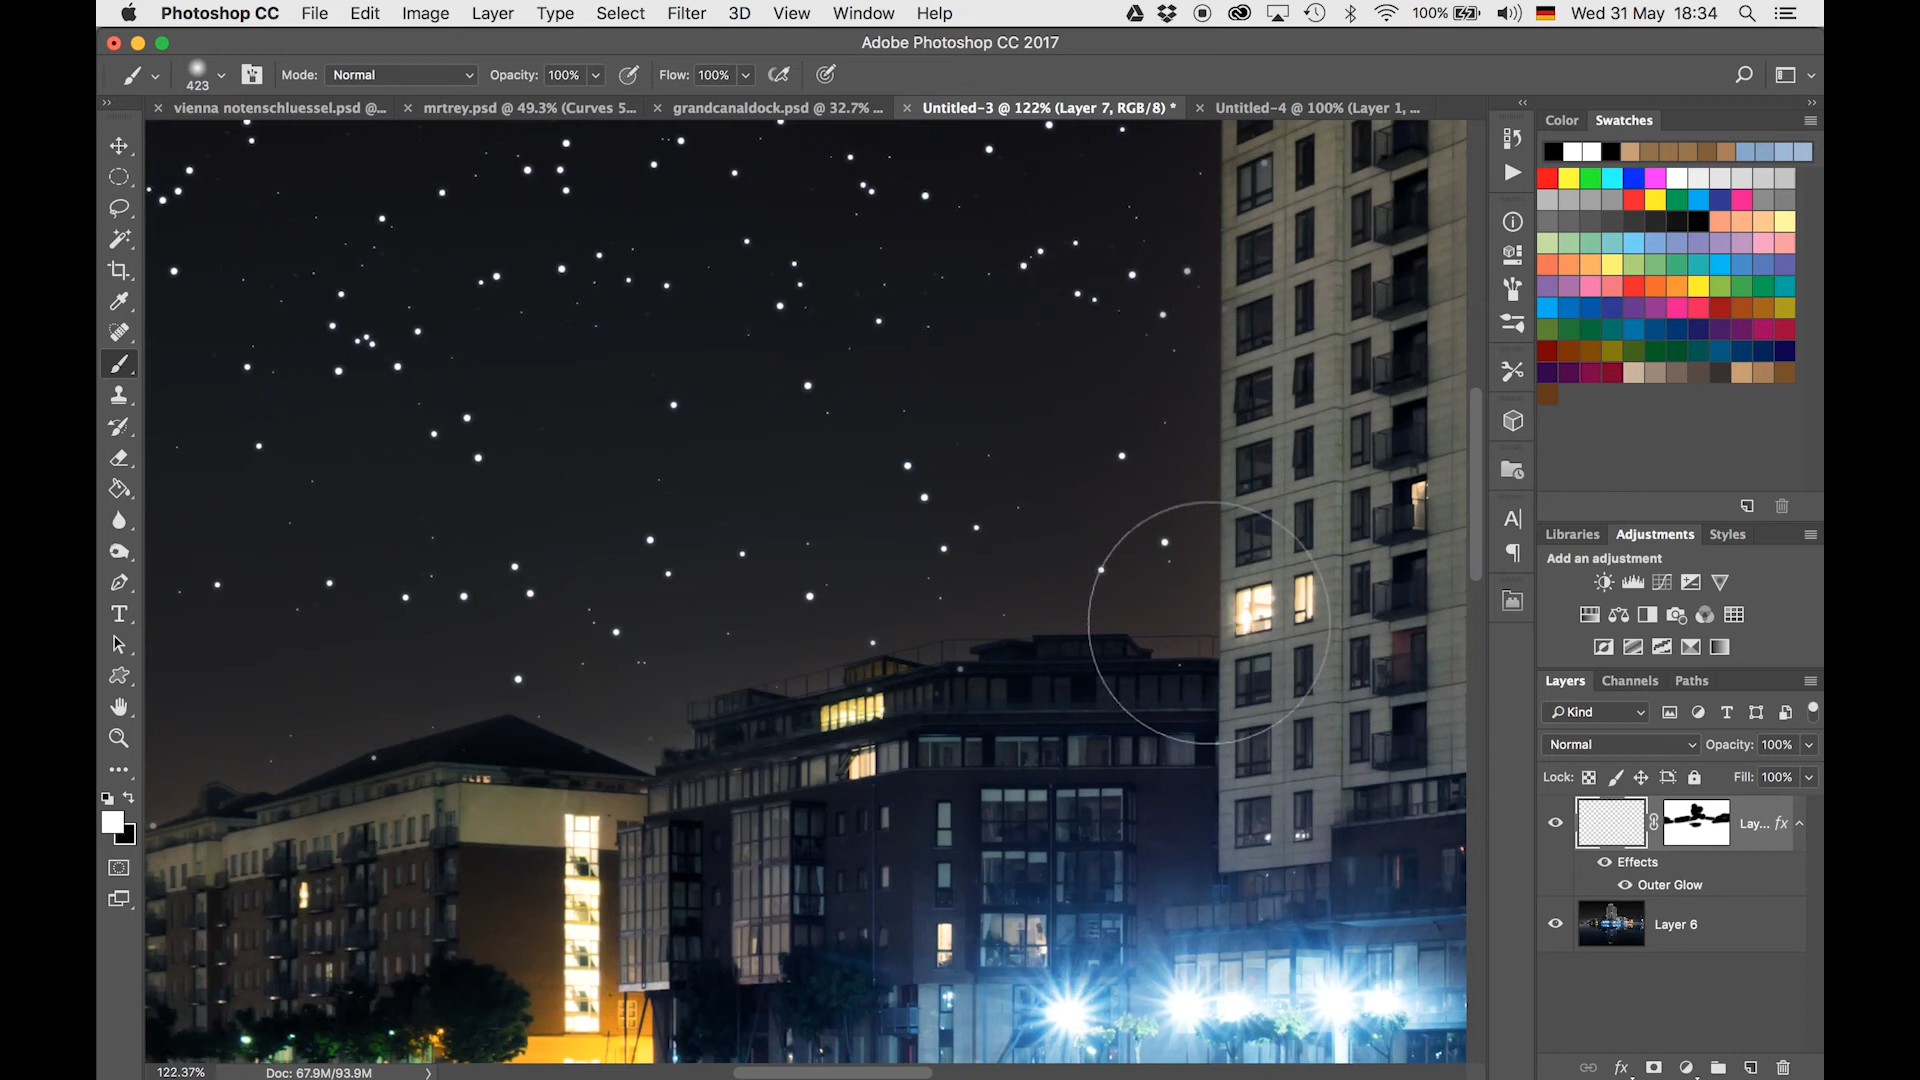 Photoshop CC File Edit Image Layer Type Select Filter 3D View Window Help 100% Wed 31 May 18:34
Adobe Photoshop CC 2017
423 Mode: Normal Opacity: 100% Flow: 100%
vienna notenschluessel.psd @... mrtrey.psd @ 49.3% (Curves 5... grandcanaldock.psd @ 32.7% ... Untitled-3 @ 122% (Layer 7, RGB/8) * Untitled-4 @ 100% (Layer 1, ...
Color Swatches
Libraries Adjustments Styles
Add an adjustment
Layers Channels Paths
Kind
Normal Opacity: 100%
Lock: Fill: 100%
Lay... fx
Effects
Outer Glow
Layer 6
122.37% Doc: 67.9M/93.9M
fx